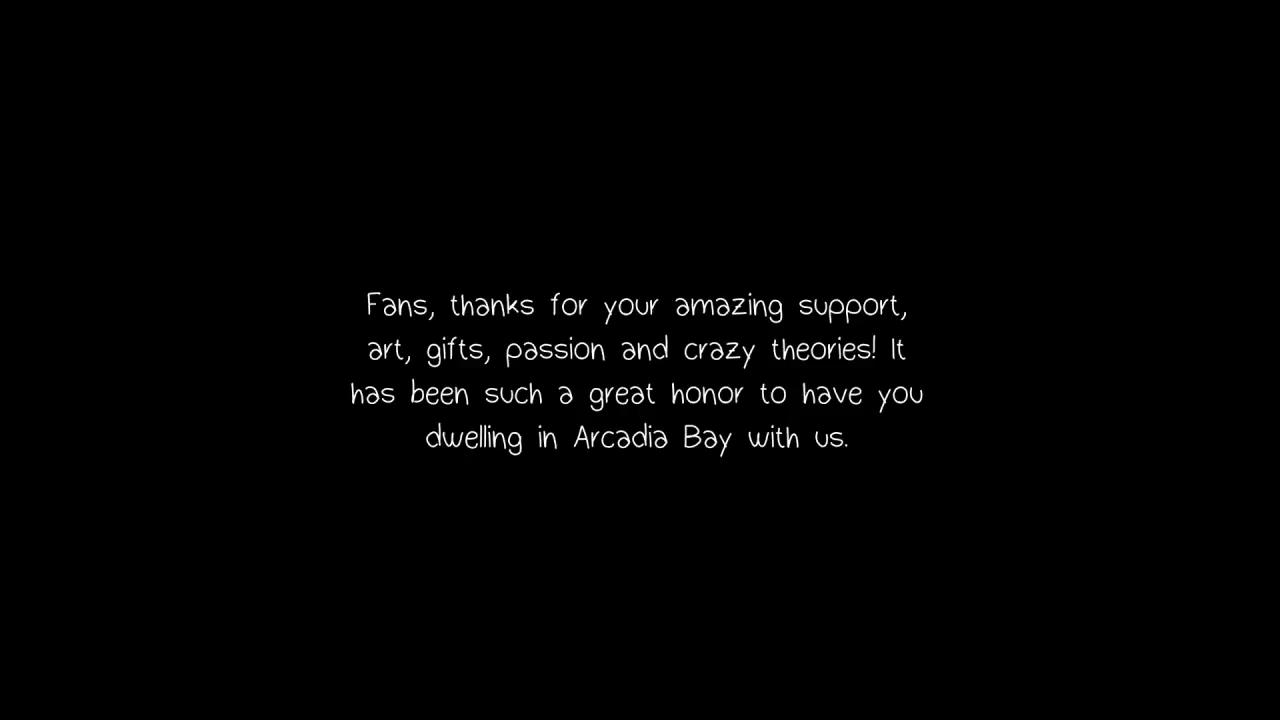 Fans, thanks for your amazing support,
art, gifts, passion and crazy theories! It
has been such a great honor to have you
dwelling in Arcadia Bay with us.